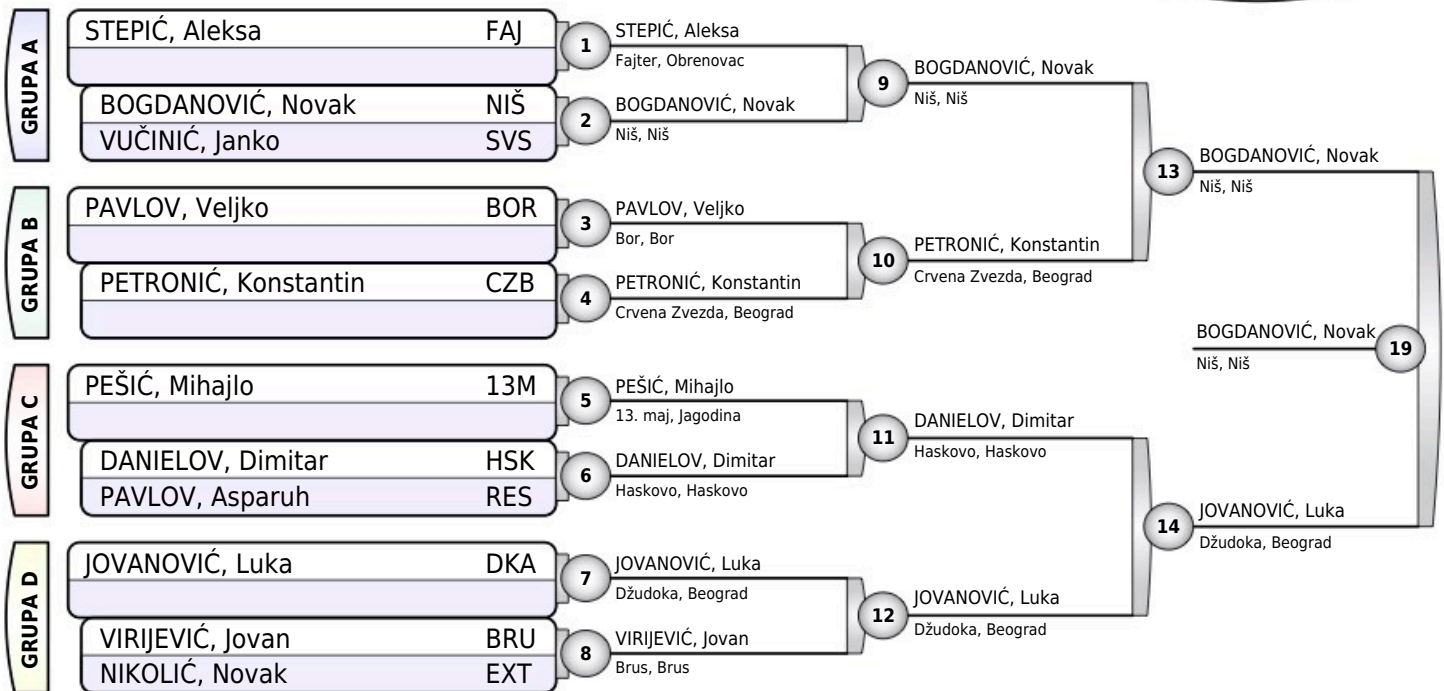 GRUPA A
STEPIĆ, Aleksa FAJ
BOGDANOVIĆ, Novak NIŠ
VUČINIĆ, Janko SVS
GRUPA B
PAVLOV, Veljko BOR
PETRONIĆ, Konstantin CZB
GRUPA C
PEŠIĆ, Mihajlo 13M
DANIELOV, Dimitar HSK
PAVLOV, Asparuh RES
GRUPA D
JOVANOVIĆ, Luka DKA
VIRIJEVIĆ, Jovan BRU
NIKOLIĆ, Novak EXT
1 STEPIĆ, Aleksa
Fajter, Obrenovac
2 BOGDANOVIĆ, Novak
Niš, Niš
3 PAVLOV, Veljko
Bor, Bor
4 PETRONIĆ, Konstantin
Crvena Zvezda, Beograd
5 PEŠIĆ, Mihajlo
13. maj, Jagodina
6 DANIELOV, Dimitar
Haskovo, Haskovo
7 JOVANOVIĆ, Luka
Džudoka, Beograd
8 VIRIJEVIĆ, Jovan
Brus, Brus
9 BOGDANOVIĆ, Novak
Niš, Niš
10 PETRONIĆ, Konstantin
Crvena Zvezda, Beograd
11 DANIELOV, Dimitar
Haskovo, Haskovo
12 JOVANOVIĆ, Luka
Džudoka, Beograd
13 BOGDANOVIĆ, Novak
Niš, Niš
14 JOVANOVIĆ, Luka
Džudoka, Beograd
BOGDANOVIĆ, Novak 19
Niš, Niš